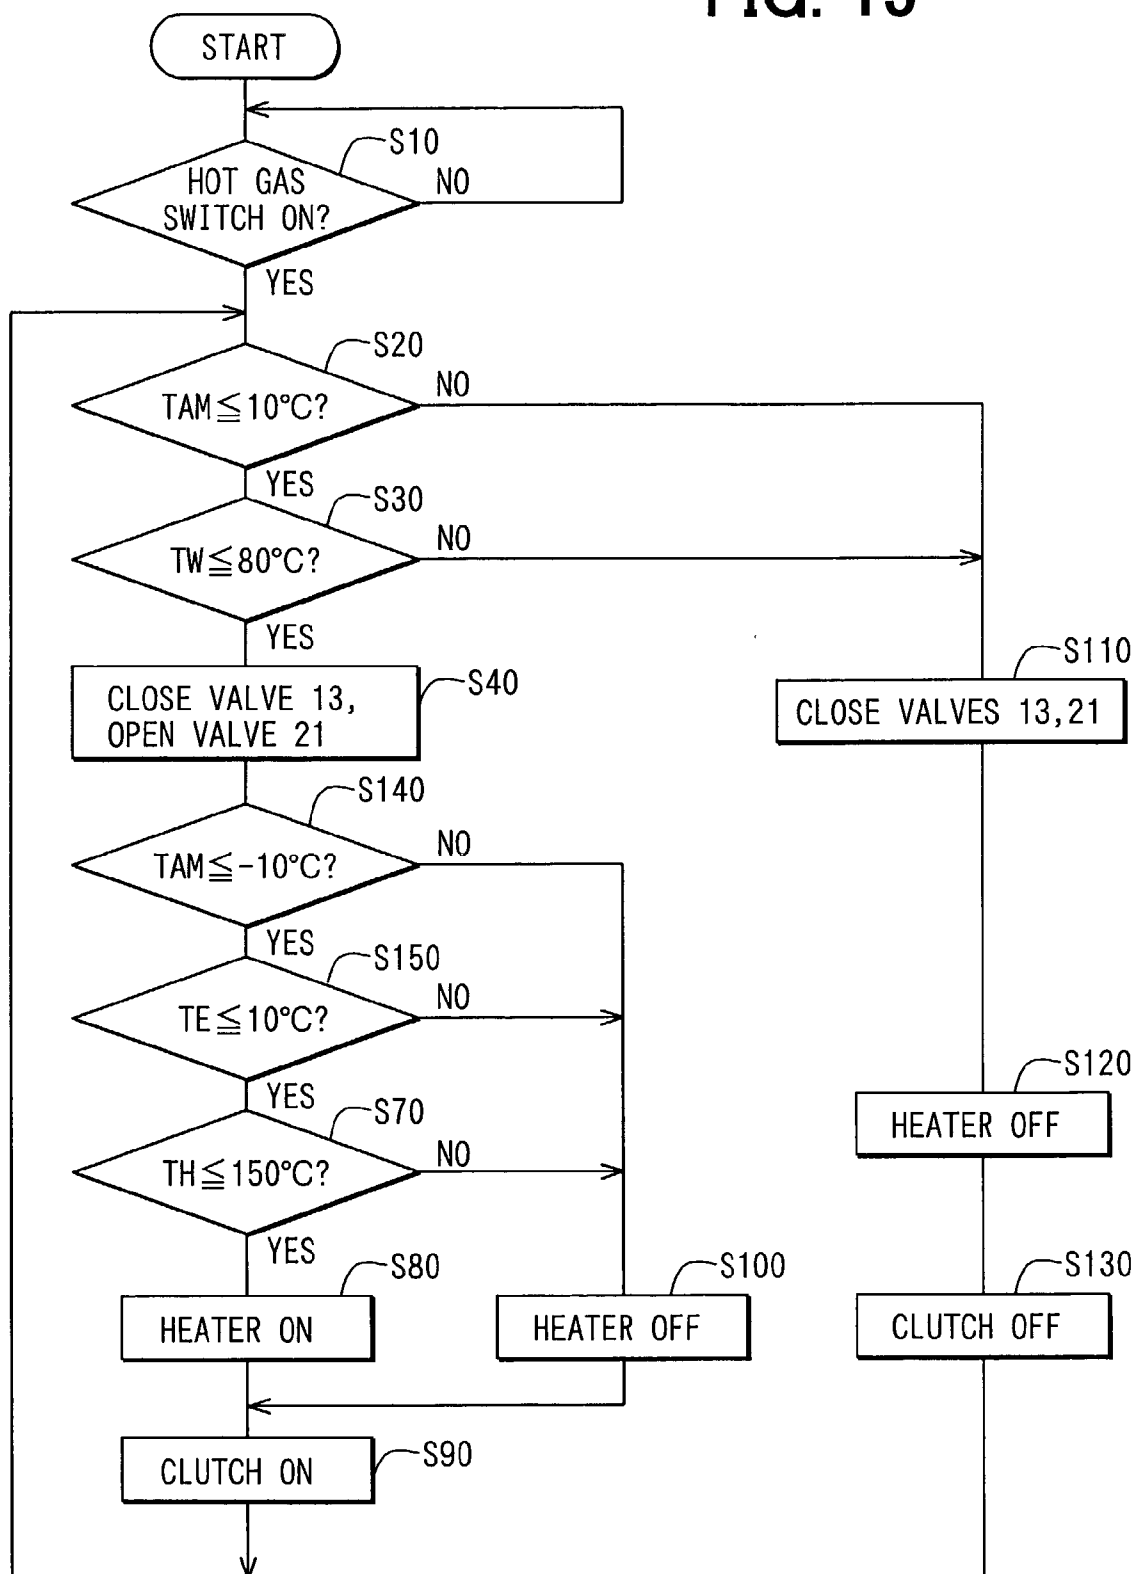 FIG. 13
START
S10
HOT GAS
SWITCH ON?
NO
YES
S20
TAM≦10°C?
NO
YES
S30
TW≦80°C?
NO
YES
S40
CLOSE VALVE 13,
OPEN VALVE 21
S110
CLOSE VALVES 13,21
S140
TAM≦-10°C?
NO
YES
S150
TE≦10°C?
NO
YES
S70
TH≦150°C?
NO
YES
S120
HEATER OFF
S80
HEATER ON
S100
HEATER OFF
S130
CLUTCH OFF
S90
CLUTCH ON